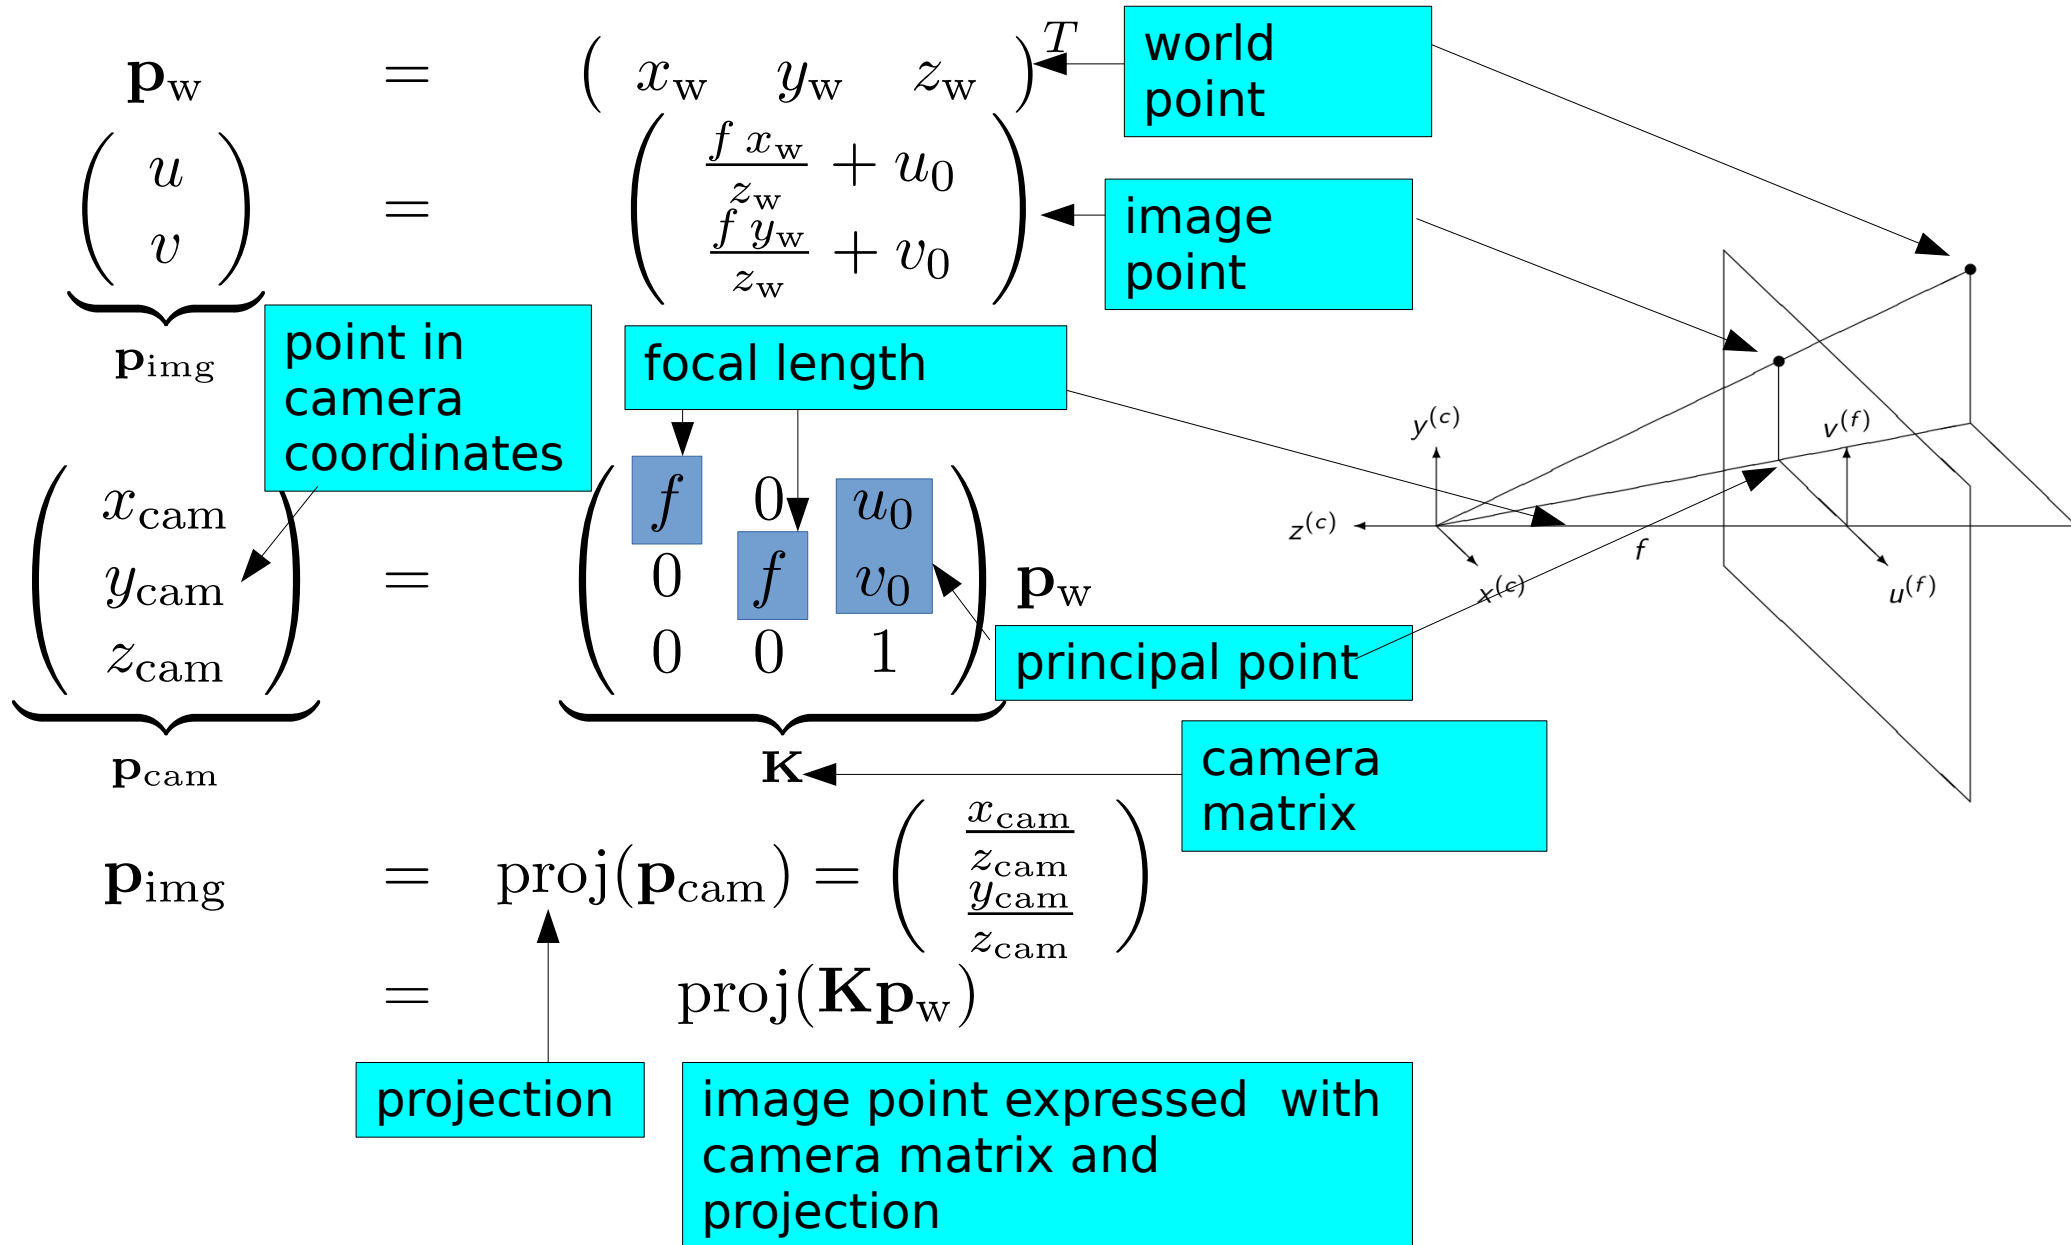 p_w = ( x_w y_w z_w )^T
world
point
( u
v ) = ( f x_w / z_w + u_0
f y_w / z_w + v_0 )
p_img
image
point
point in
camera
coordinates
focal length
( x_cam
y_cam
z_cam ) = ( f 0 u_0
0 f v_0
0 0 1 ) p_w
p_cam
K
principal point
camera
matrix
y^(c)
z^(c)
x^(c)
f
v^(f)
u^(f)
p_img = proj(p_cam) = ( x_cam / z_cam
y_cam / z_cam )
= proj(Kp_w)
projection
image point expressed with
camera matrix and
projection